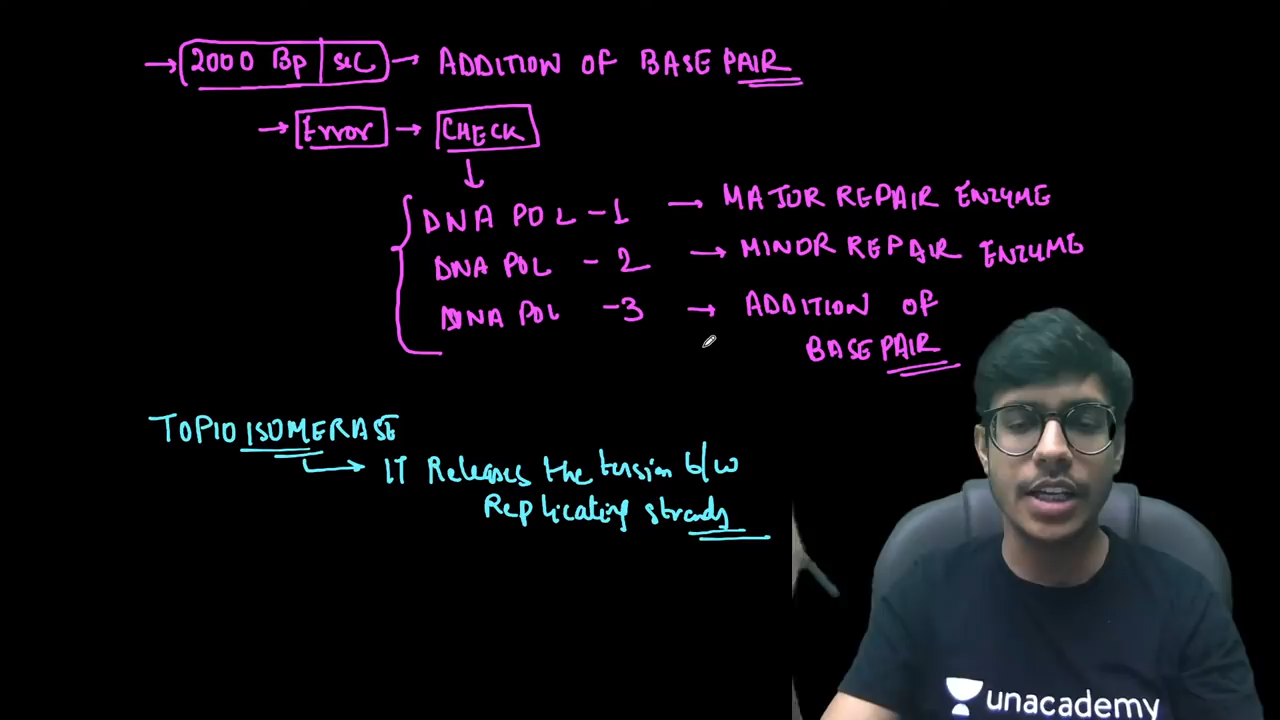 → 2000 Bp | sec → ADDITION OF BASE PAIR
→ Error → CHECK
↓
DNA POL - 1 → MAJOR REPAIR ENZYME
DNA POL - 2 → MINOR REPAIR ENZYME
DNA POL - 3 → ADDITION OF
BASE PAIR
TOPIOISOMERASE
→ IT Releases the tension b/w
Replicating strands
unacademy